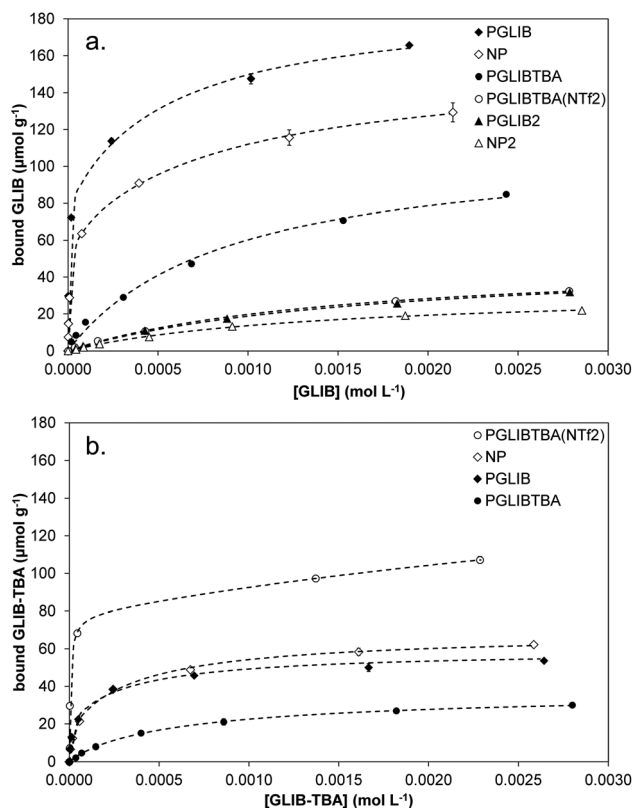 a.
PGLIB
NP
PGLIBTBA
PGLIBTBA(NTf2)
PGLIB2
NP2
bound GLIB (µmol g⁻¹)
180
160
140
120
100
80
60
40
20
0
0.0000 0.0005 0.0010 0.0015 0.0020 0.0025 0.0030
[GLIB] (mol L⁻¹)
b.
PGLIBTBA(NTf2)
NP
PGLIB
PGLIBTBA
bound GLIB-TBA (µmol g⁻¹)
180
160
140
120
100
80
60
40
20
0
0.0000 0.0005 0.0010 0.0015 0.0020 0.0025 0.0030
[GLIB-TBA] (mol L⁻¹)